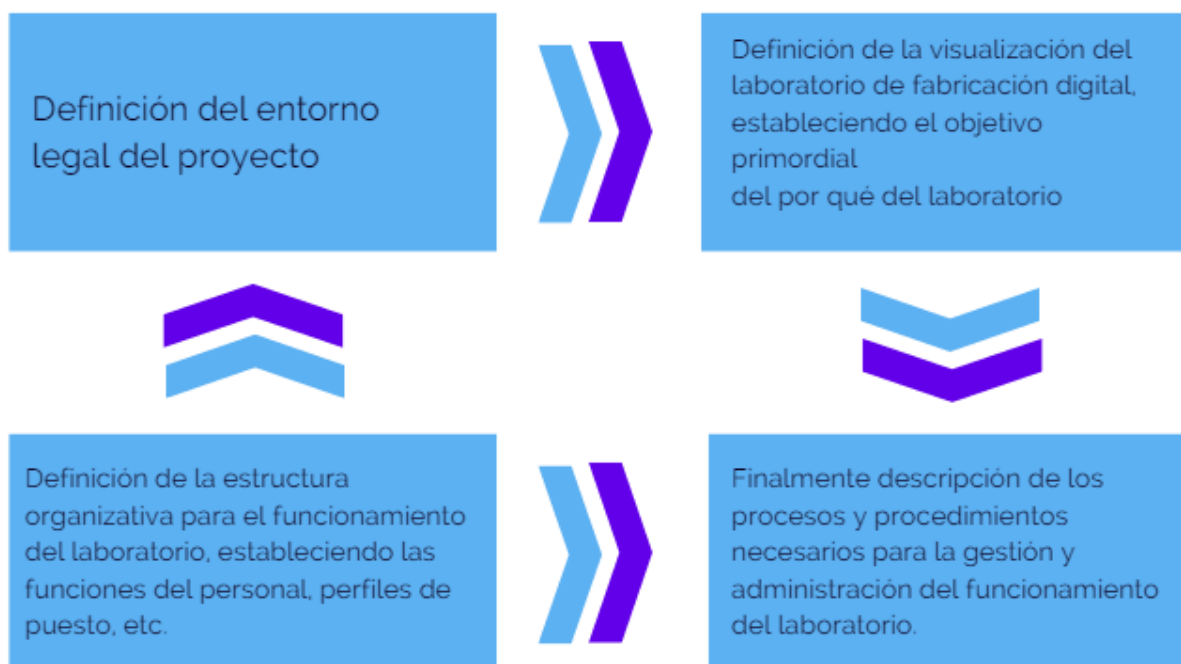 Definición del entorno
legal del proyecto
Definición de la visualización del
laboratorio de fabricación digital,
estableciendo el objetivo
primordial
del por qué del laboratorio
Definición de la estructura
organizativa para el funcionamiento
del laboratorio, estableciendo las
funciones del personal, perfiles de
puesto, etc.
Finalmente descripción de los
procesos y procedimientos
necesarios para la gestión y
administración del funcionamiento
del laboratorio.